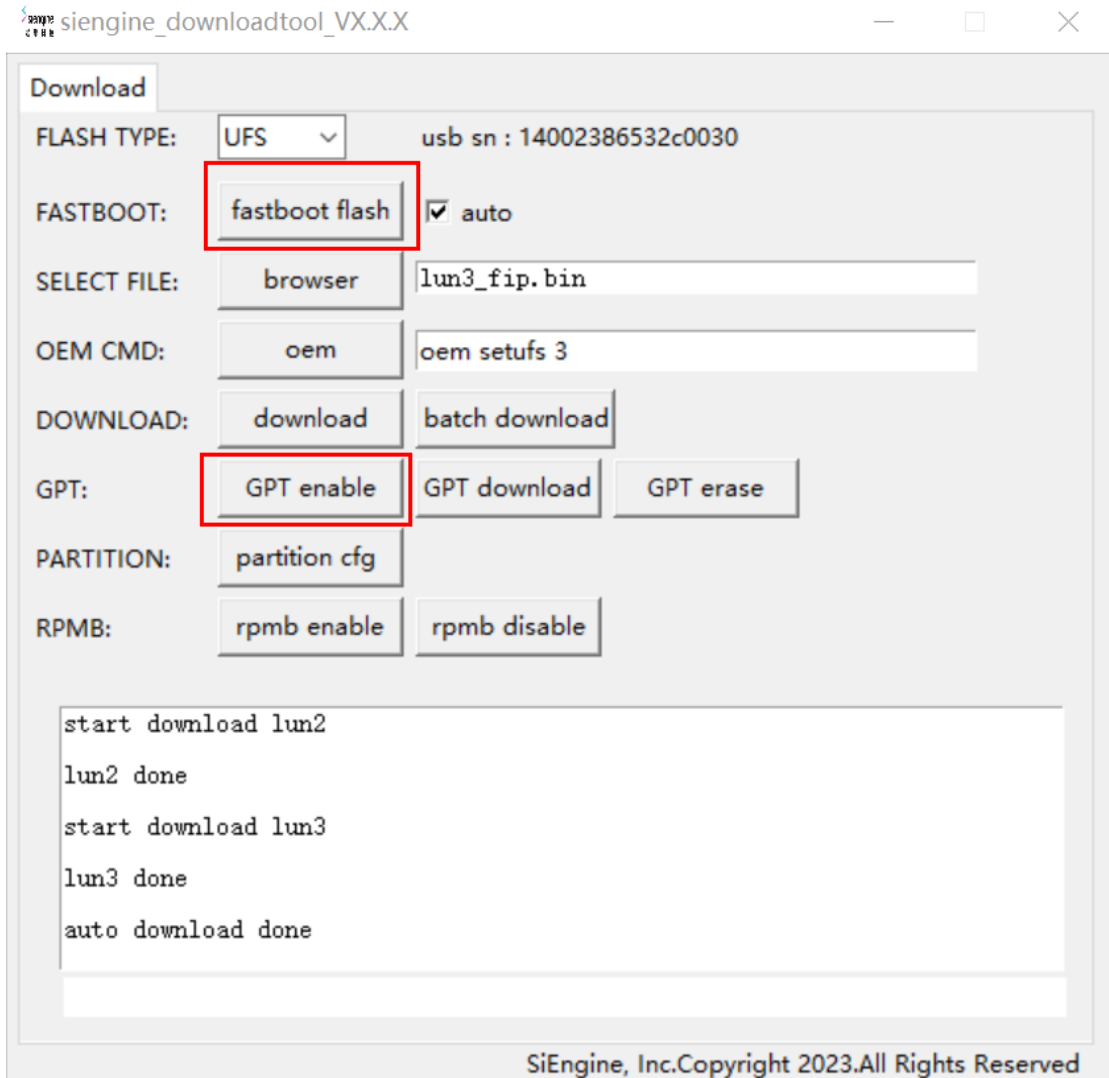 siengine_downloadtool_VX.X.X
Download
FLASH TYPE: UFS usb sn : 14002386532c0030
FASTBOOT: fastboot flash auto
SELECT FILE: browser lun3_fip.bin
OEM CMD: oem oem setufs 3
DOWNLOAD: download batch download
GPT: GPT enable GPT download GPT erase
PARTITION: partition cfg
RPMB: rpmb enable rpmb disable
start download lun2
lun2 done
start download lun3
lun3 done
auto download done
SiEngine, Inc.Copyright 2023.All Rights Reserved